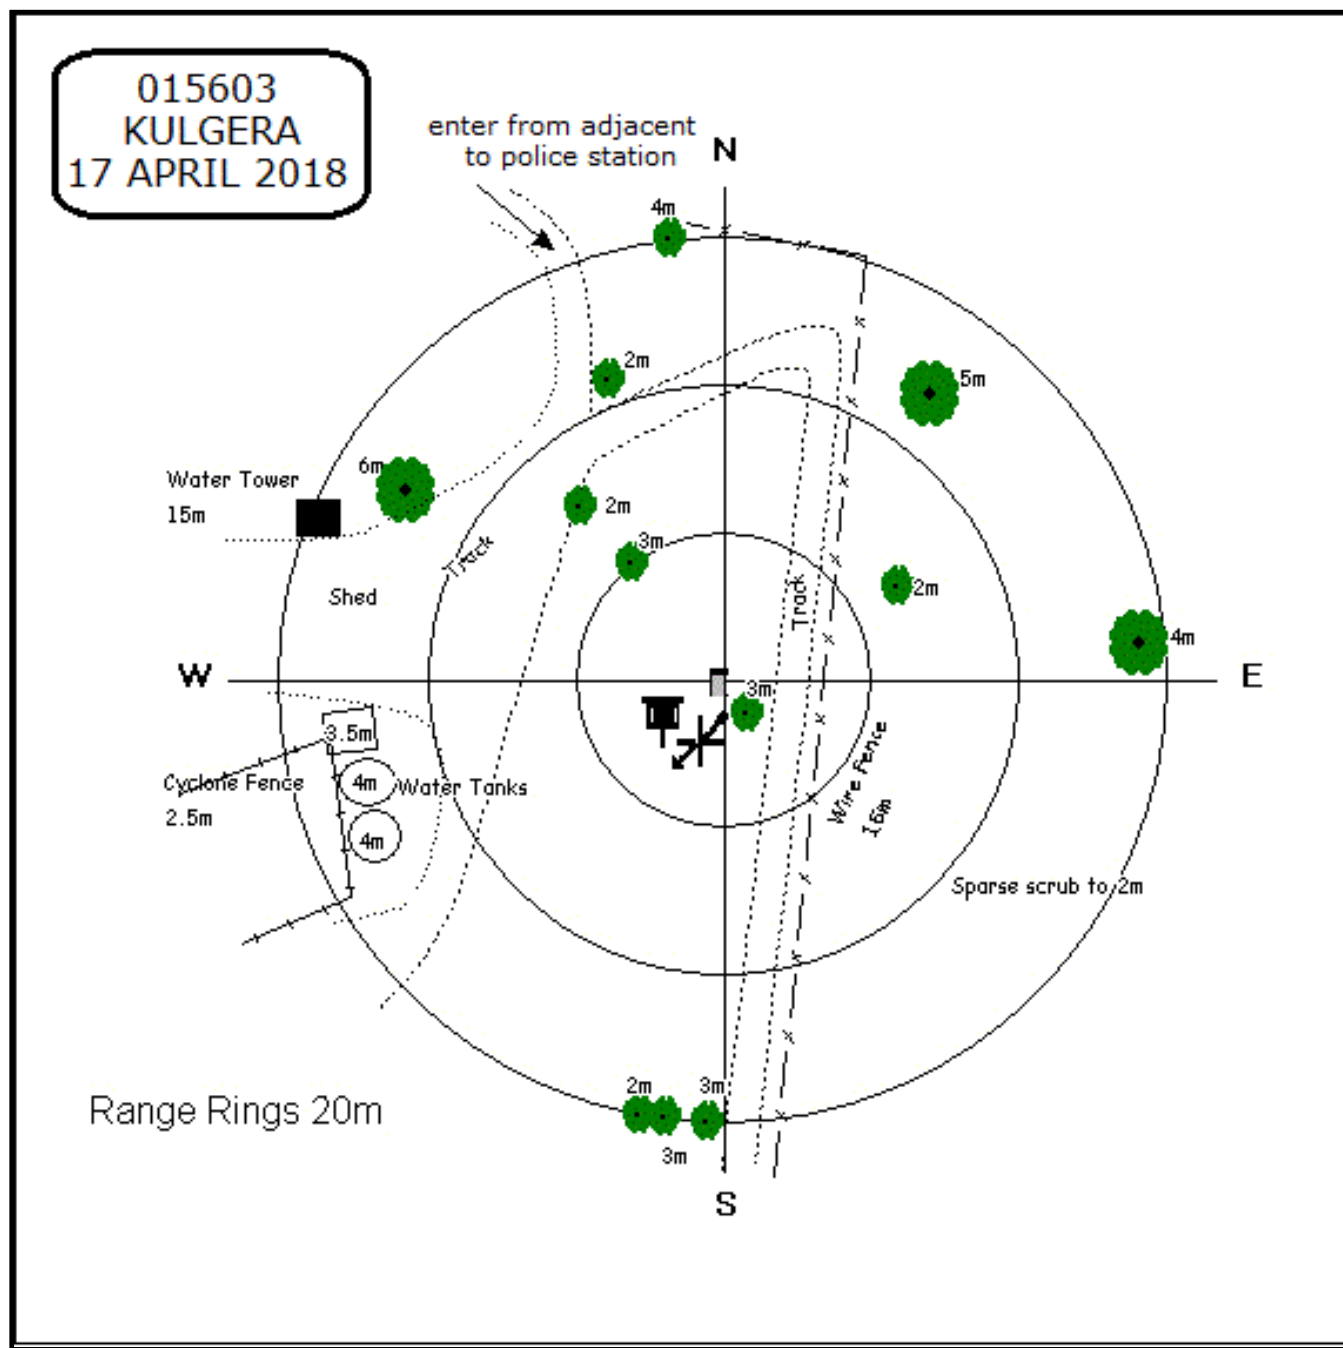 015603
KULGERA
17 APRIL 2018
enter from adjacent
to police station
N
4m
2m
5m
6m
Water Tower
15m
2m
3m
Track
Shed
Track
2m
4m
W
E
3m
3.5m
Cyclone Fence
2.5m
4m
Water Tanks
4m
Wire Fence
16m
Sparse scrub to 2m
Range Rings 20m
2m
3m
3m
S